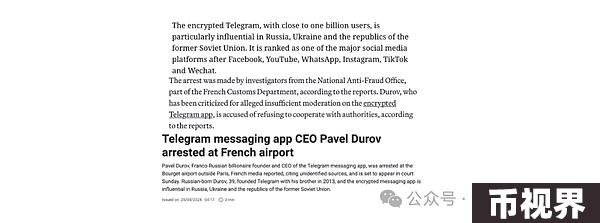 The encrypted Telegram, with close to one billion users, is
particularly influential in Russia, Ukraine and the republics of the
former Soviet Union. It is ranked as one of the major social media
platforms after Facebook, YouTube, WhatsApp, Instagram, TikTok
and Wechat.
The arrest was made by investigators from the National Anti-Fraud Office,
part of the French Customs Department, according to the reports. Durov, who
has been criticized for alleged insufficient moderation on the encrypted
Telegram app, is accused of refusing to cooperate with authorities, according
to the reports.
Telegram messaging app CEO Pavel Durov
arrested at French airport
Pavel Durov, Franco-Russian billionaire founder and CEO of the Telegram messaging app, was arrested at the
Bourget airport outside Paris, French media reported, citing unidentified sources, and is set to appear in court
Sunday. Russian-born Durov, 39, founded Telegram with his brother in 2013, and the encrypted messaging app is
influential in Russia, Ukraine and the republics of the former Soviet Union.
Issued on: 25/08/2024 - 04:17 3 min
公众号 ·
币视界